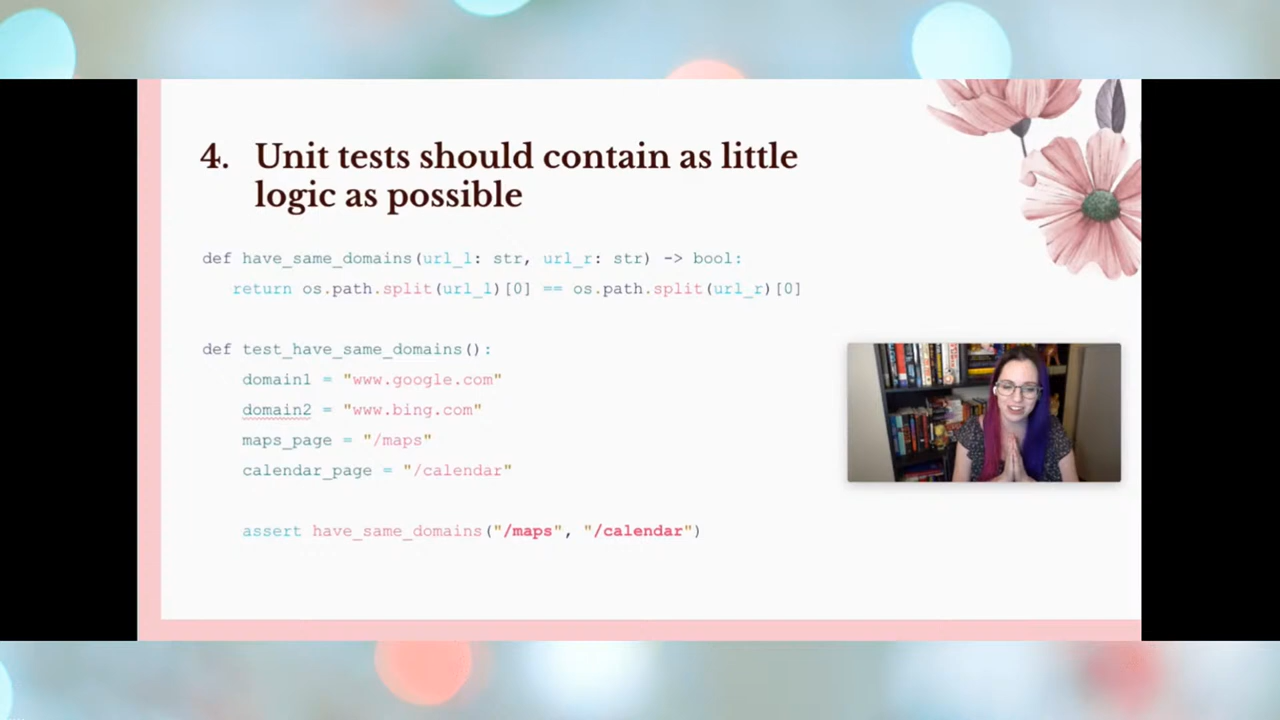 4. Unit tests should contain as little
logic as possible
def have_same_domains(url_l: str, url_r: str) -> bool:
return os.path.split(url_l)[0] == os.path.split(url_r)[0]
def test_have_same_domains():
domain1 = "www.google.com"
domain2 = "www.bing.com"
maps_page = "/maps"
calendar_page = "/calendar"
assert have_same_domains("/maps", "/calendar")